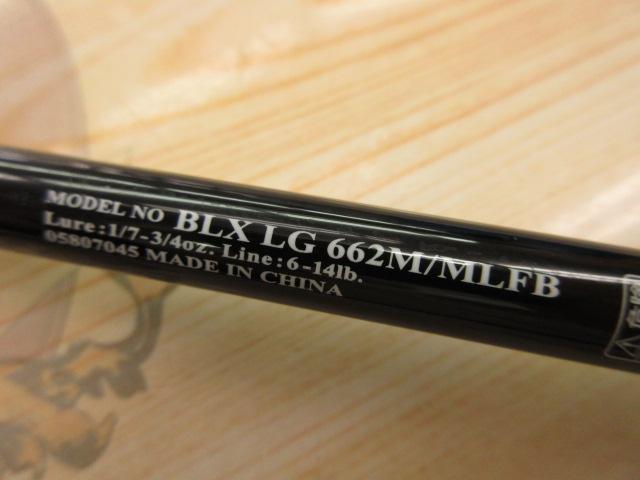 MODEL NO BLX LG 662M/MLFB
Lure:1/7-3/4oz. Line:6-14lb.
05807045 MADE IN CHINA